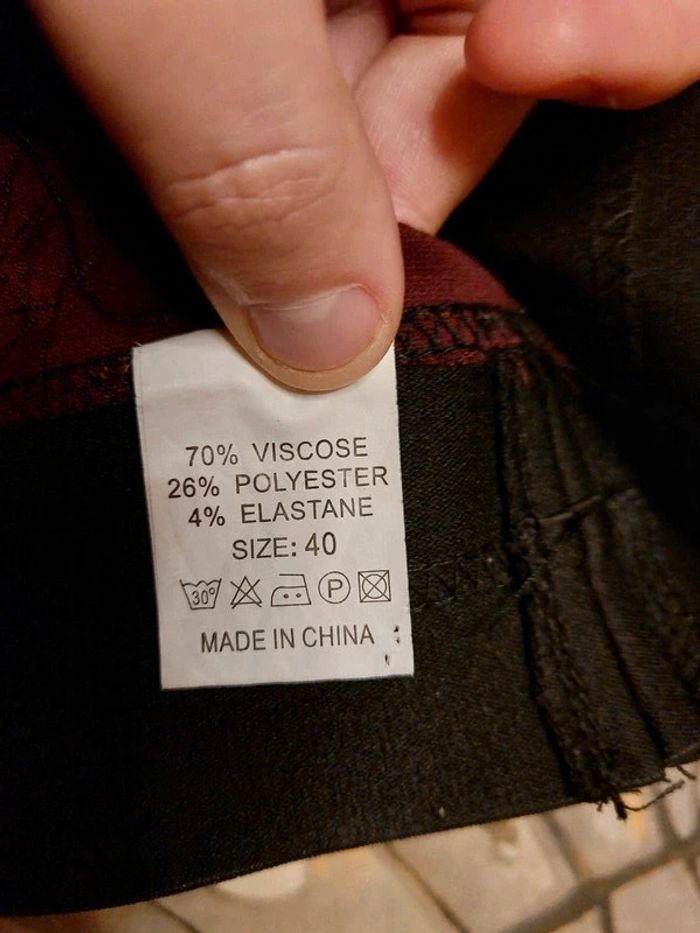 70% VISCOSE
26% POLYESTER
4% ELASTANE
SIZE: 40
30° P
MADE IN CHINA